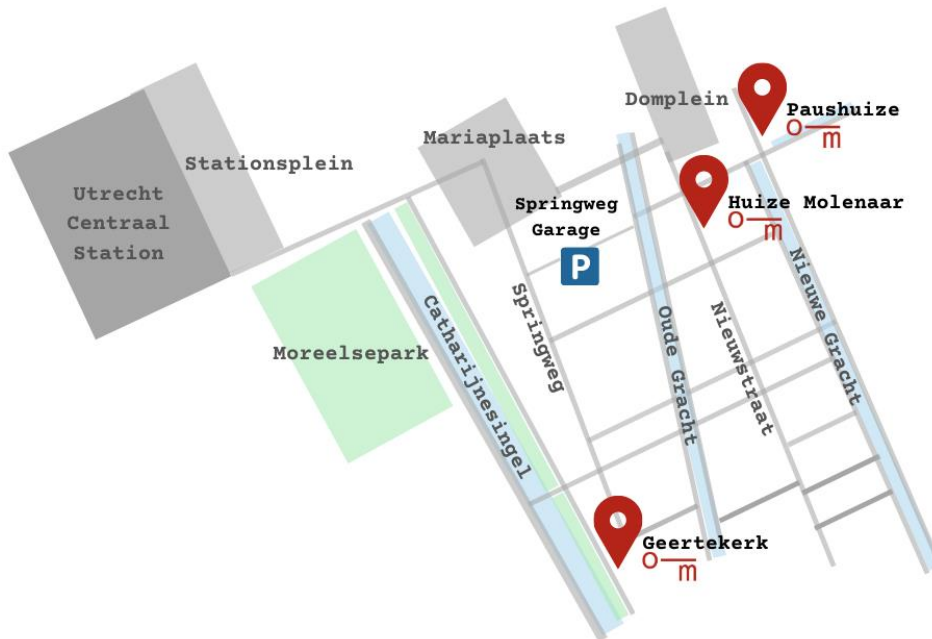 Domplein
Paushuize
O m
Mariaplaats
Stationsplein
Utrecht
Centraal
Station
Springweg
Garage
P
Huize Molenaar
O m
Moreelsepark
Catharijnesingel
Springweg
Oude Gracht
Nieuwstraat
Nieuwe Gracht
Geertekerk
O m